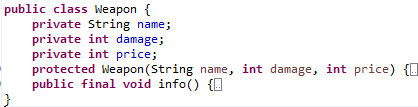 public class Weapon {
private String name;
private int damage;
private int price;
protected Weapon(String name, int damage, int price) {
public final void info() {
}